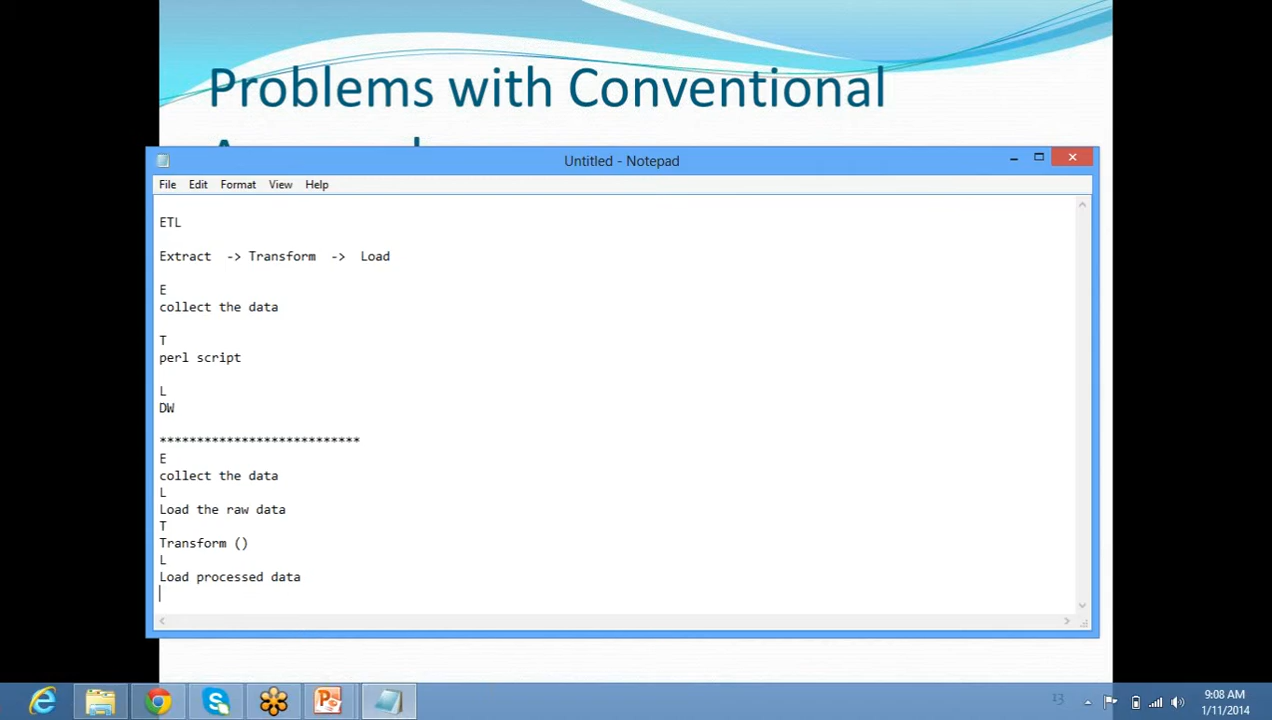 Problems with Conventional
Untitled - Notepad
File Edit Format View Help
ETL
Extract -> Transform -> Load
E
collect the data
T
perl script
L
DW
***************************
E
collect the data
L
Load the raw data
T
Transform ()
L
Load processed data
13
9:08 AM
1/11/2014